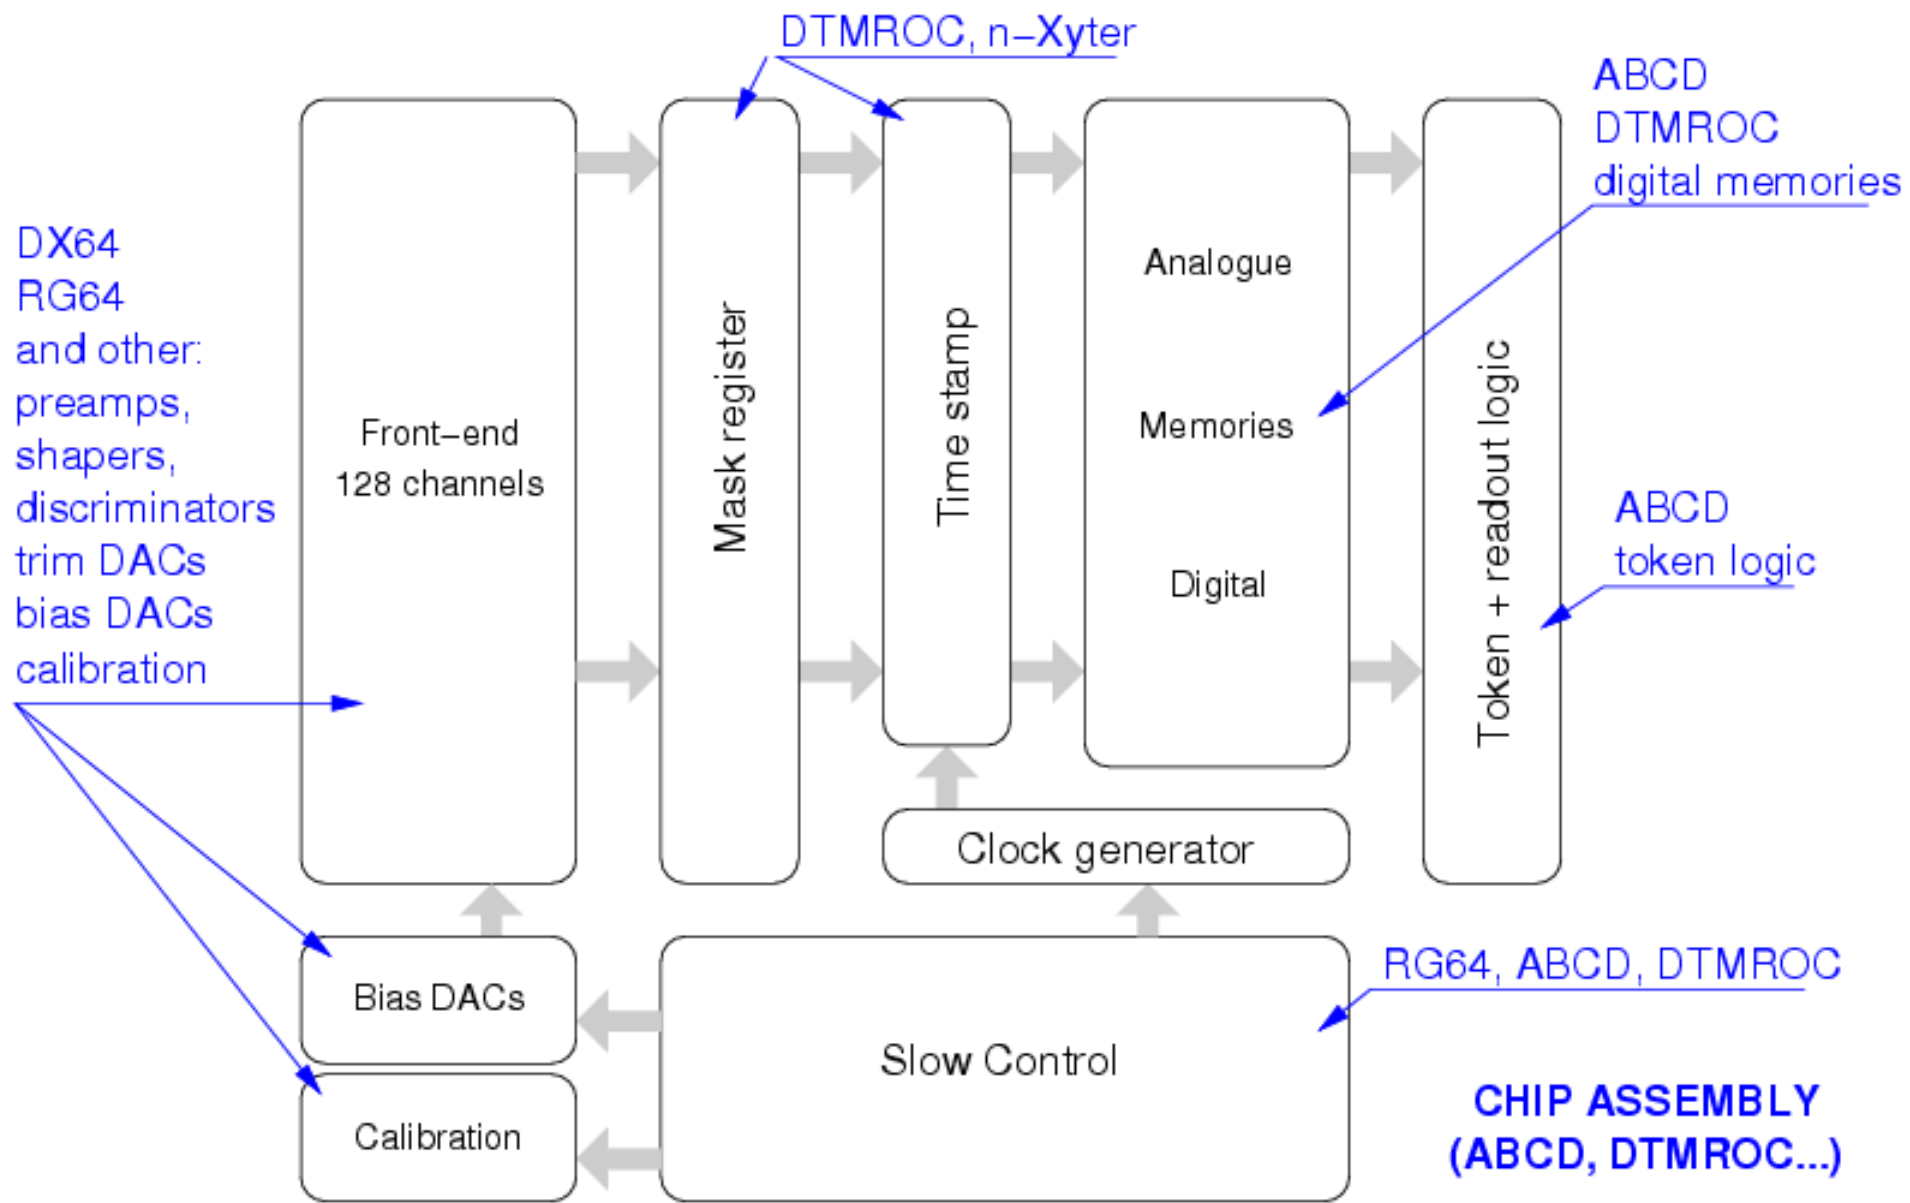 DTMROC, n–Xyter
ABCD
DTMROC
digital memories
DX64
RG64
and other:
preamps,
shapers,
discriminators
trim DACs
bias DACs
calibration
Front–end
128 channels
Mask register
Time stamp
Analogue
Memories
Digital
Token + readout logic
ABCD
token logic
Clock generator
Bias DACs
Calibration
Slow Control
RG64, ABCD, DTMROC
CHIP ASSEMBLY
(ABCD, DTMROC...)